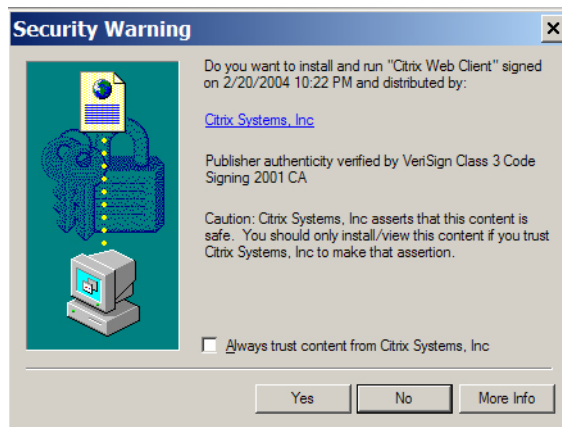 Security Warning
Do you want to install and run "Citrix Web Client" signed
on 2/20/2004 10:22 PM and distributed by:
Citrix Systems, Inc
Publisher authenticity verified by VeriSign Class 3 Code
Signing 2001 CA
Caution: Citrix Systems, Inc asserts that this content is
safe. You should only install/view this content if you trust
Citrix Systems, Inc to make that assertion.
Always trust content from Citrix Systems, Inc
Yes
No
More Info